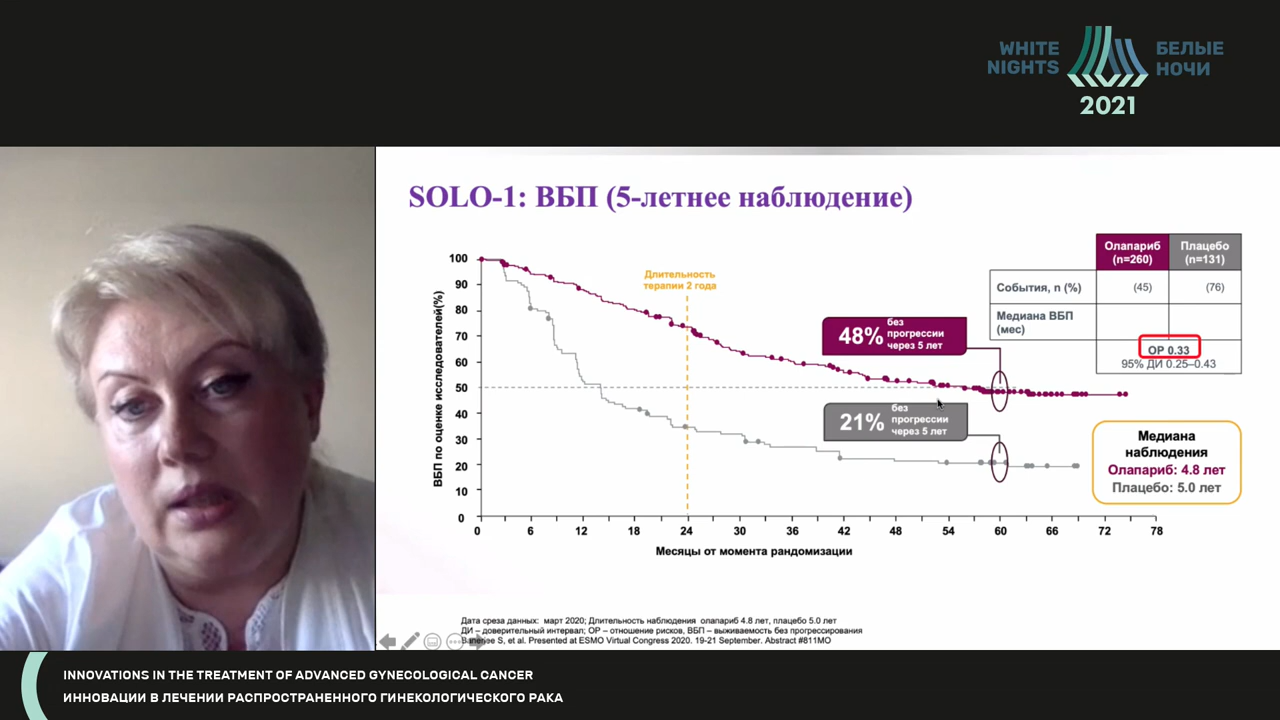 WHITE
NIGHTS
БЕЛЫЕ
НОЧИ
2021
SOLO-1: ВБП (5-летнее наблюдение)
Олапариб
(n=260)
Плацебо
(n=131)
События, n (%)
(45)
(76)
Медиана ВБП
(мес)
ОР 0.33
95% ДИ 0.25–0.43
ВБП по оценке исследователей(%)
100
90
80
70
60
50
40
30
20
10
0
Длительность
терапии 2 года
48%
без
прогрессии
через 5 лет
21%
без
прогрессии
через 5 лет
Медиана
наблюдения
Олапариб: 4.8 лет
Плацебо: 5.0 лет
0 6 12 18 24 30 36 42 48 54 60 66 72 78
Месяцы от момента рандомизации
Дата среза данных: март 2020; Длительность наблюдения олапариб 4.8 лет, плацебо 5.0 лет
ДИ – доверительный интервал; ОР – отношение рисков, ВБП – выживаемость без прогрессирования
Banerjee S, et al. Presented at ESMO Virtual Congress 2020. 19-21 September. Abstract #811MO
INNOVATIONS IN THE TREATMENT OF ADVANCED GYNECOLOGICAL CANCER
ИННОВАЦИИ В ЛЕЧЕНИИ РАСПРОСТРАНЕННОГО ГИНЕКОЛОГИЧЕСКОГО РАКА